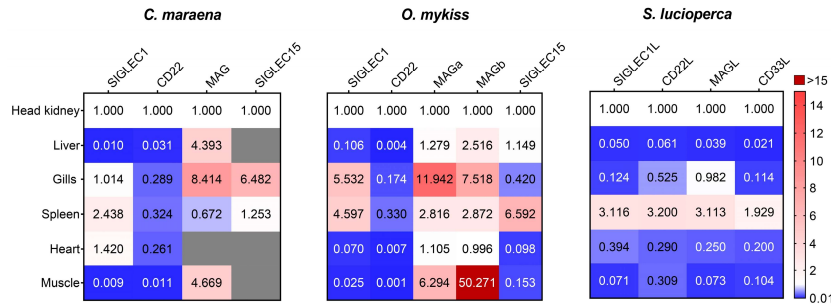 C. maraena O. mykiss S. lucioperca
SIGLEC1 CD22 MAG SIGLEC15 SIGLEC1 CD22 MAGa MAGb SIGLEC15 SIGLEC1L CD22L MAGL CD33L
>15
Head kidney 1.000 1.000 1.000 1.000 1.000 1.000 1.000 1.000 1.000 1.000 1.000 1.000 1.000 14
Liver 0.010 0.031 4.393 0.106 0.004 1.279 2.516 1.149 0.050 0.061 0.039 0.021 12
10
Gills 1.014 0.289 8.414 6.482 5.532 0.174 11.942 7.518 0.420 0.124 0.525 0.982 0.114 8
Spleen 2.438 0.324 0.672 1.253 4.597 0.330 2.816 2.872 6.592 3.116 3.200 3.113 1.929 6
4
Heart 1.420 0.261 0.070 0.007 1.105 0.996 0.098 0.394 0.290 0.250 0.200 2
Muscle 0.009 0.011 4.669 0.025 0.001 6.294 50.271 0.153 0.071 0.309 0.073 0.104 0.01